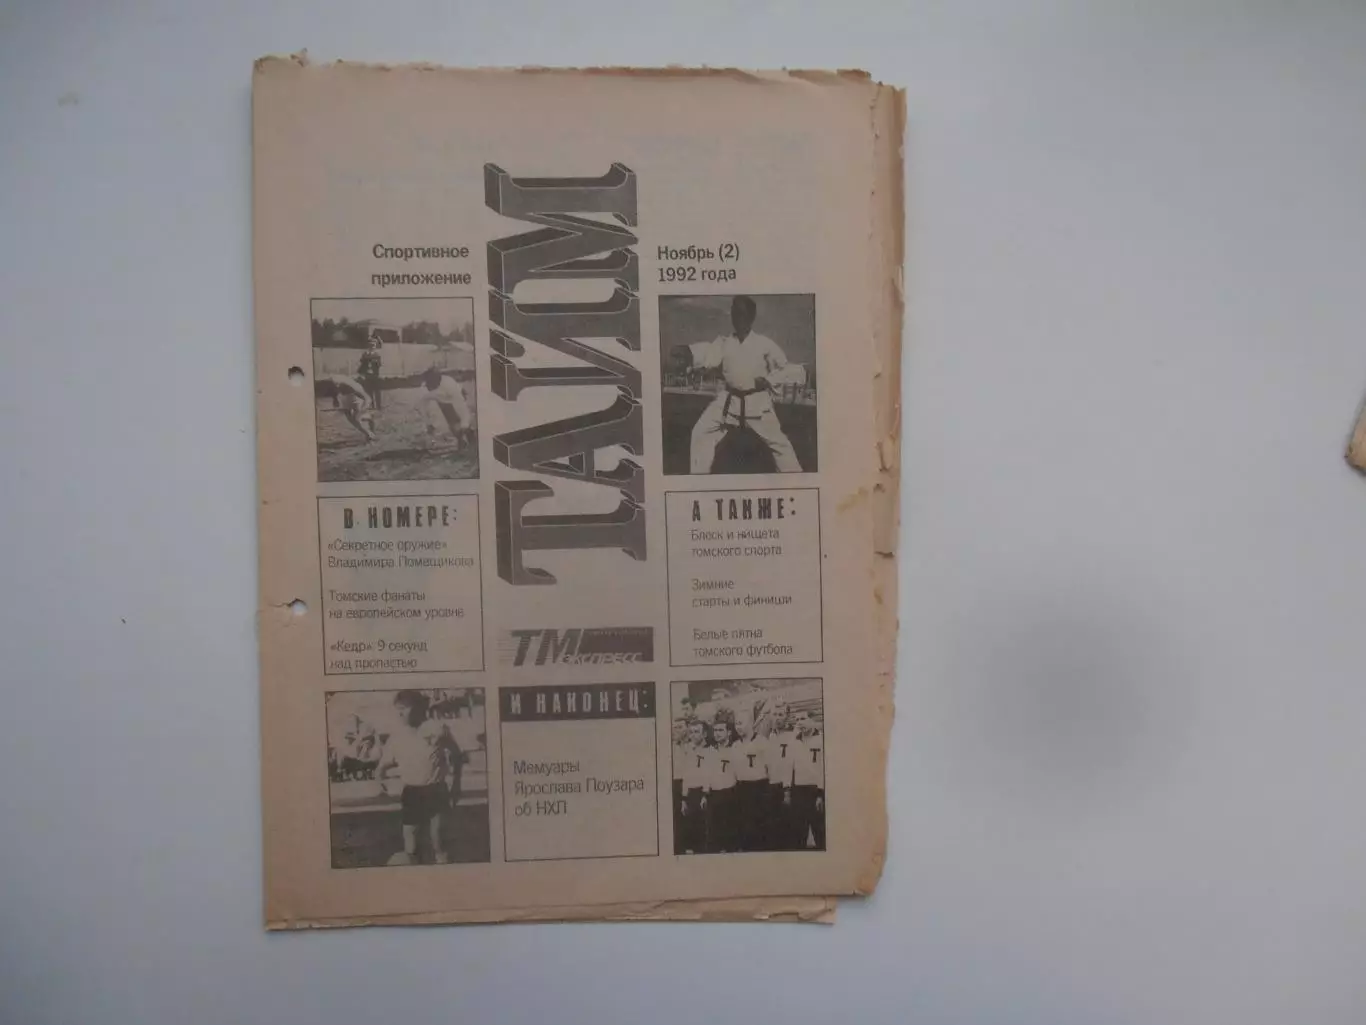 Спортивное
приложение
ТАЙМ
Ноябрь (2)
1992 года
В НОМЕРЕ:
«Секретное оружие»
Владимира Помещикова
Томские фанаты
на европейском уровне
«Кедр»: 9 секунд
над пропастью
А ТАКЖЕ:
Блеск и нищета
томского спорта
Зимние
старты и финиши
Белые пятна
томского футбола
ТМ
ЭКСПРЕСС
И НАКОНЕЦ:
Мемуары
Ярослава Поузара
об НХЛ
Т Т Т Т